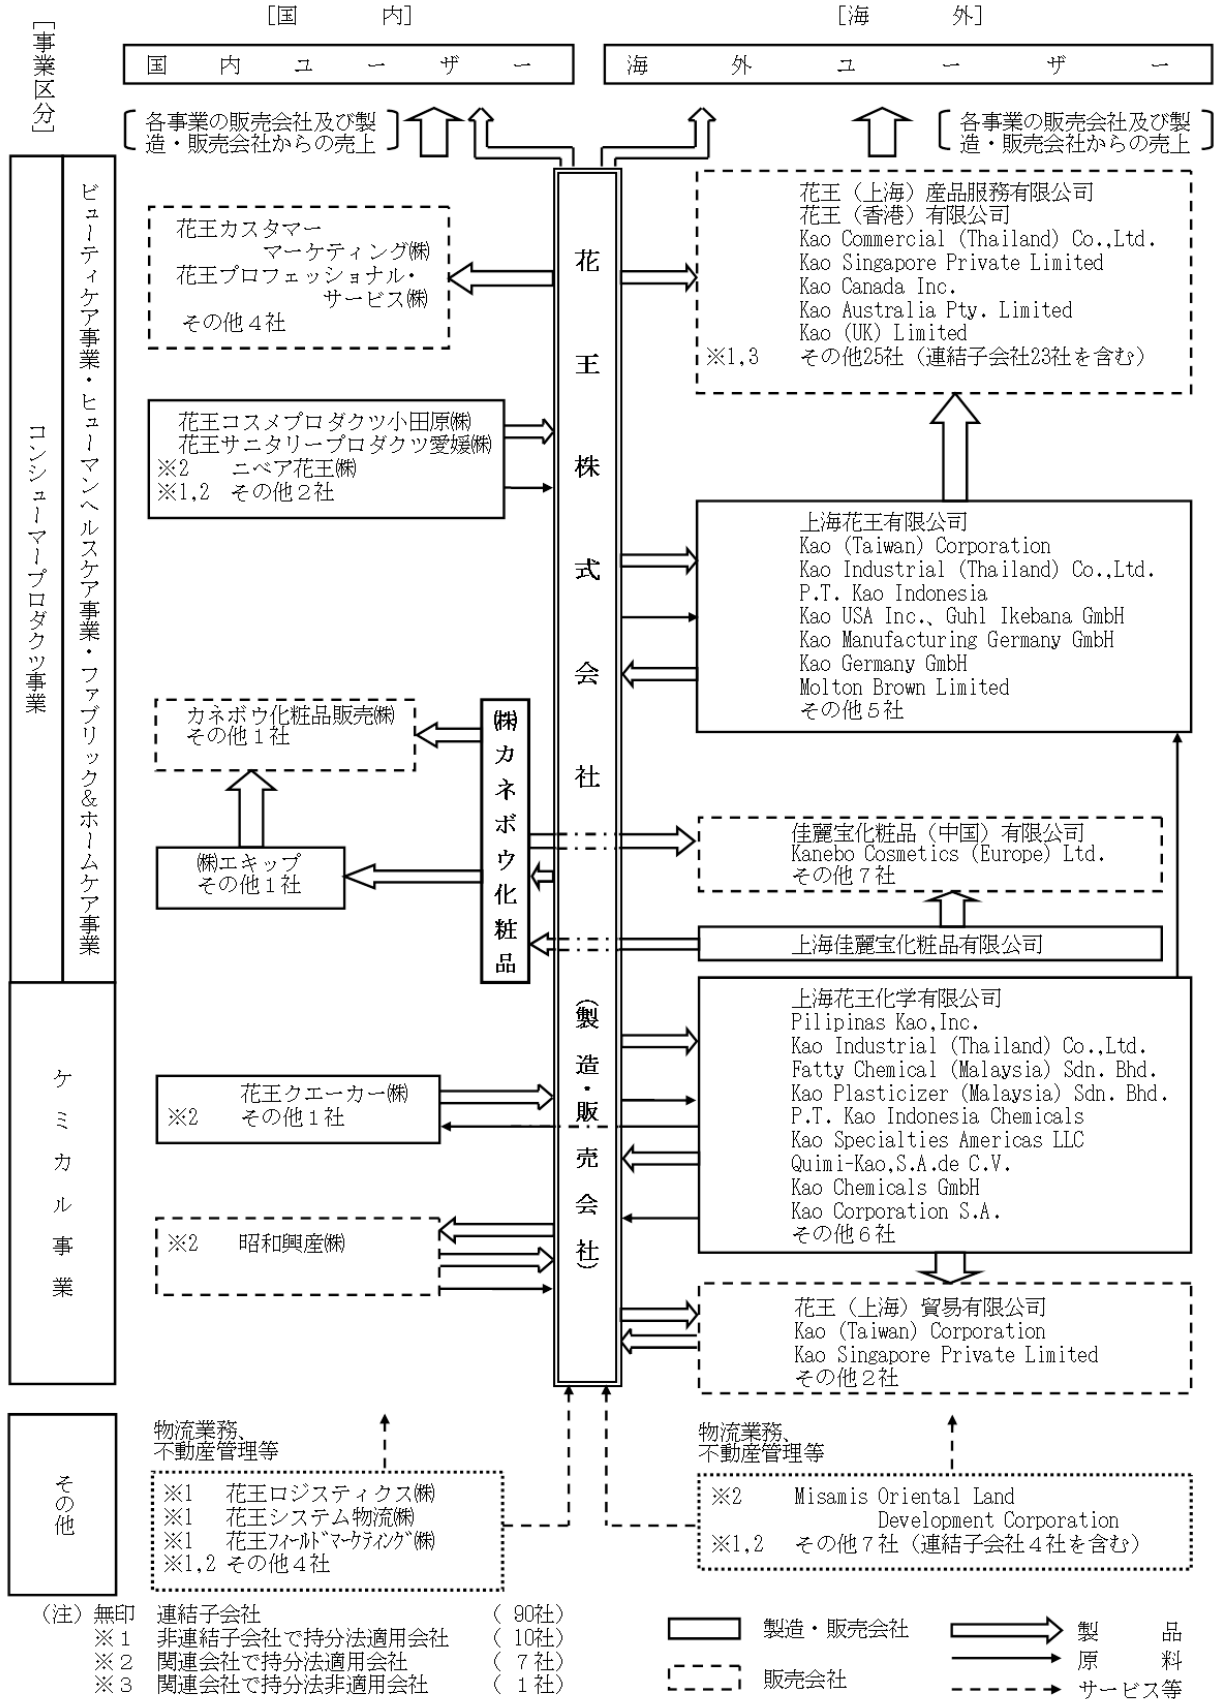 [国　　　内]
[海　　　外]
[事業区分]
国　内　ユ　ー　ザ　ー
海　外　ユ　ー　ザ　ー
各事業の販売会社及び製
造・販売会社からの売上
各事業の販売会社及び製
造・販売会社からの売上
コンシューマープロダクツ事業
ビューティケア事業・ヒューマンヘルスケア事業・ファブリック&ホームケア事業
花王カスタマー
マーケティング㈱
花王プロフェッショナル・
サービス㈱
その他４社
花王コスメプロダクツ小田原㈱
花王サニタリープロダクツ愛媛㈱
※2　ニベア花王㈱
※1,2　その他２社
カネボウ化粧品販売㈱
その他１社
㈱エキップ
その他１社
㈱カネボウ化粧品
花王株式会社（製造・販売会社）
花王（上海）産品服務有限公司
花王（香港）有限公司
Kao Commercial (Thailand) Co.,Ltd.
Kao Singapore Private Limited
Kao Canada Inc.
Kao Australia Pty. Limited
Kao (UK) Limited
※1,3　その他25社（連結子会社23社を含む）
上海花王有限公司
Kao (Taiwan) Corporation
Kao Industrial (Thailand) Co.,Ltd.
P.T. Kao Indonesia
Kao USA Inc.、Guhl Ikebana GmbH
Kao Manufacturing Germany GmbH
Kao Germany GmbH
Molton Brown Limited
その他５社
佳麗宝化粧品（中国）有限公司
Kanebo Cosmetics (Europe) Ltd.
その他７社
上海佳麗宝化粧品有限公司
ケミカル事業
花王クエーカー㈱
※2　その他１社
※2　昭和興産㈱
上海花王化学有限公司
Pilipinas Kao,Inc.
Kao Industrial (Thailand) Co.,Ltd.
Fatty Chemical (Malaysia) Sdn. Bhd.
Kao Plasticizer (Malaysia) Sdn. Bhd.
P.T. Kao Indonesia Chemicals
Kao Specialties Americas LLC
Quimi-Kao,S.A.de C.V.
Kao Chemicals GmbH
Kao Corporation S.A.
その他６社
花王（上海）貿易有限公司
Kao (Taiwan) Corporation
Kao Singapore Private Limited
その他２社
その他
物流業務、
不動産管理等
※1　花王ロジスティクス㈱
※1　花王システム物流㈱
※1　花王ﾌｨｰﾙﾄﾞﾏｰｹﾃｨﾝｸﾞ㈱
※1,2 その他４社
物流業務、
不動産管理等
※2　Misamis Oriental Land
Development Corporation
※1,2　その他７社（連結子会社４社を含む）
（注）無印　連結子会社　（ 90社）
※１　非連結子会社で持分法適用会社　（ 10社）
※２　関連会社で持分法適用会社　（ ７社）
※３　関連会社で持分法非適用会社　（ １社）
製造・販売会社
販売会社
製　　品
原　　料
サービス等